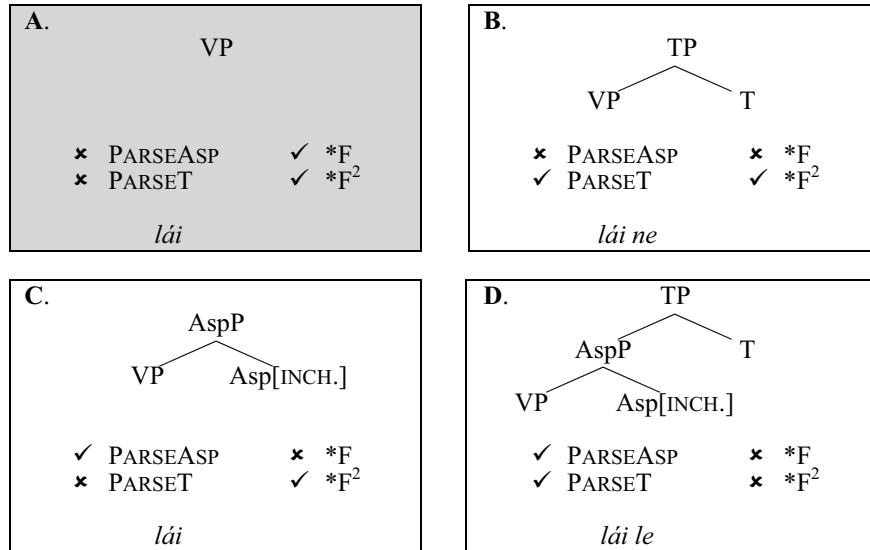 A.
VP
✘ PARSEASP ✓ *F
✘ PARSET ✓ *F²
lái
B.
TP
VP T
✘ PARSEASP ✘ *F
✓ PARSET ✓ *F²
lái ne
C.
AspP
VP Asp[INCH.]
✓ PARSEASP ✘ *F
✘ PARSET ✓ *F²
lái
D.
TP
AspP T
VP Asp[INCH.]
✓ PARSEASP ✘ *F
✓ PARSET ✘ *F²
lái le